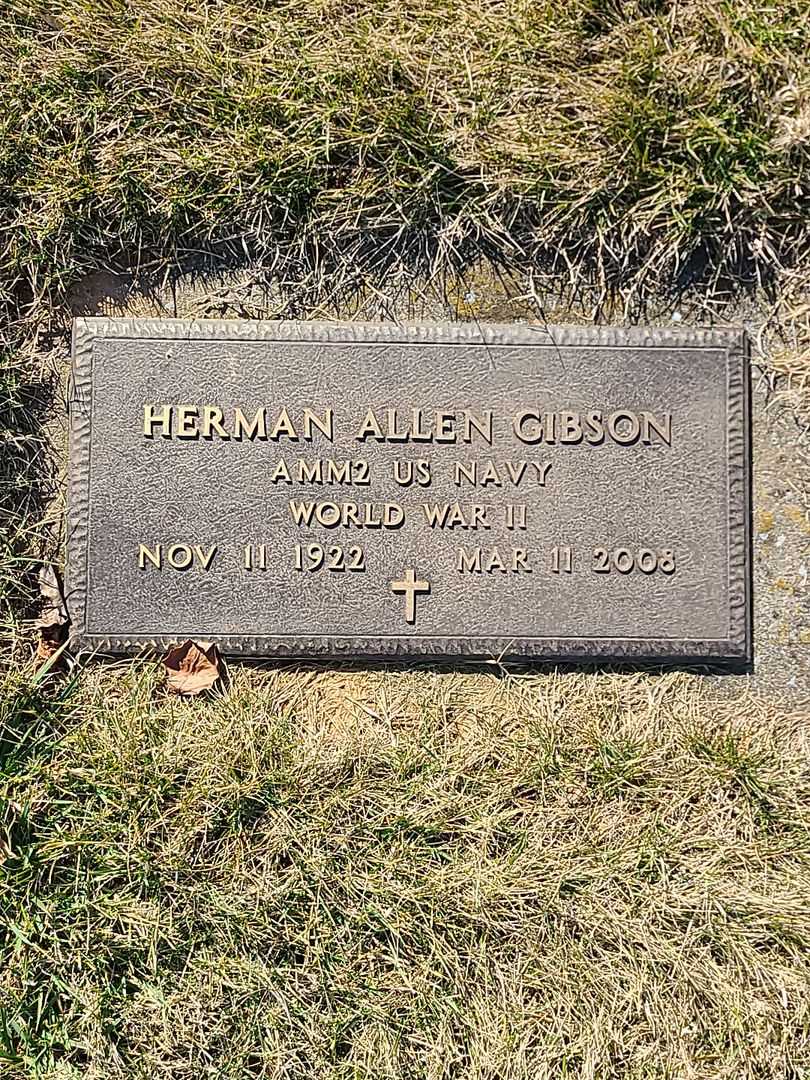 HERMAN ALLEN GIBSON
AMM2 US NAVY
WORLD WAR II
NOV 11 1922 MAR 11 2008